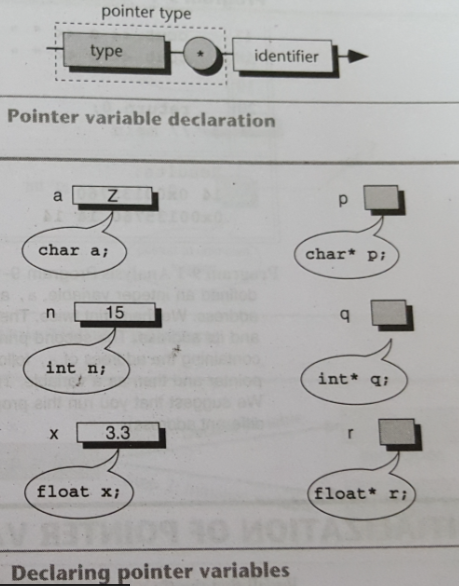 pointer type
type * identifier
Pointer variable declaration
a Z p
char a; char* p;
n 15 q
int n; int* q;
x 3.3 r
float x; float* r;
Declaring pointer variables